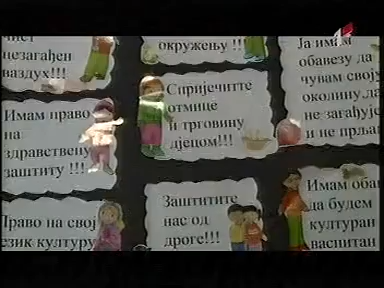 чист
незагађен
ваздух!!!
окружењу !!!
Ја имам
обавезу да
чувам своју
околину, да
не загађујем
и не прљам
Спријечите
отмице
и трговину
дјецом!!!
Имам право
на
здравствену
заштиту !!!
Заштитите
нас од
дроге!!!
Имам оба
да будем
културан
васпитан
Право на свој
језик културу